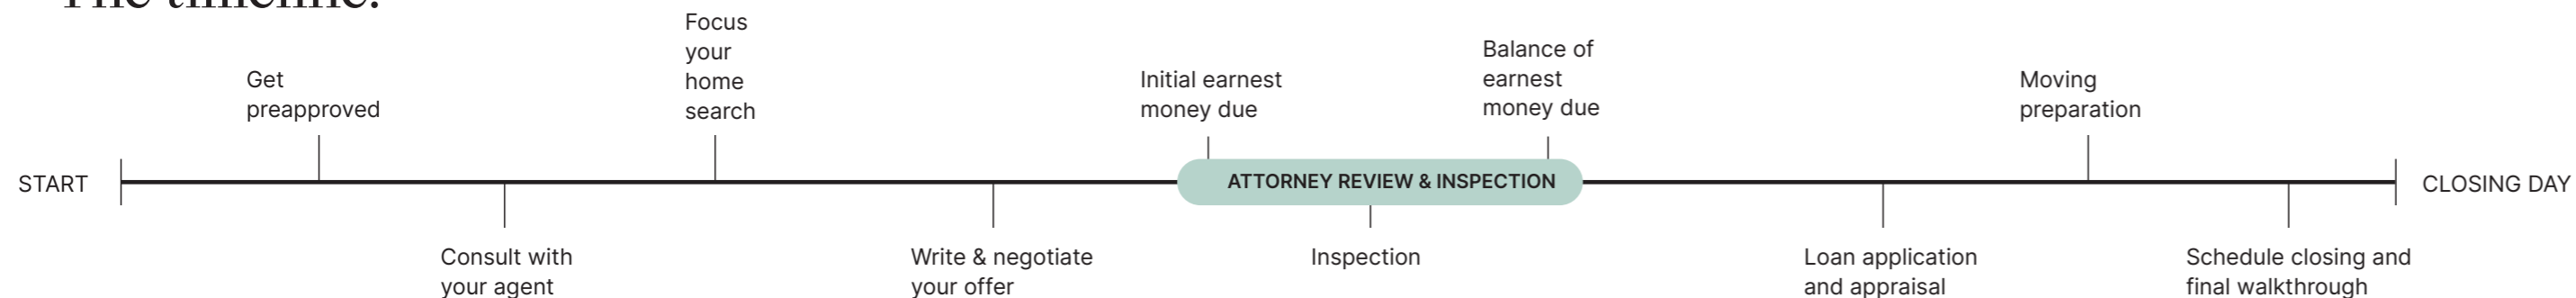 The timeline.
Get
preapproved
Focus
your
home
search
Initial earnest
money due
Balance of
earnest
money due
Moving
preparation
START
ATTORNEY REVIEW & INSPECTION
CLOSING DAY
Consult with
your agent
Write & negotiate
your offer
Inspection
Loan application
and appraisal
Schedule closing and
final walkthrough